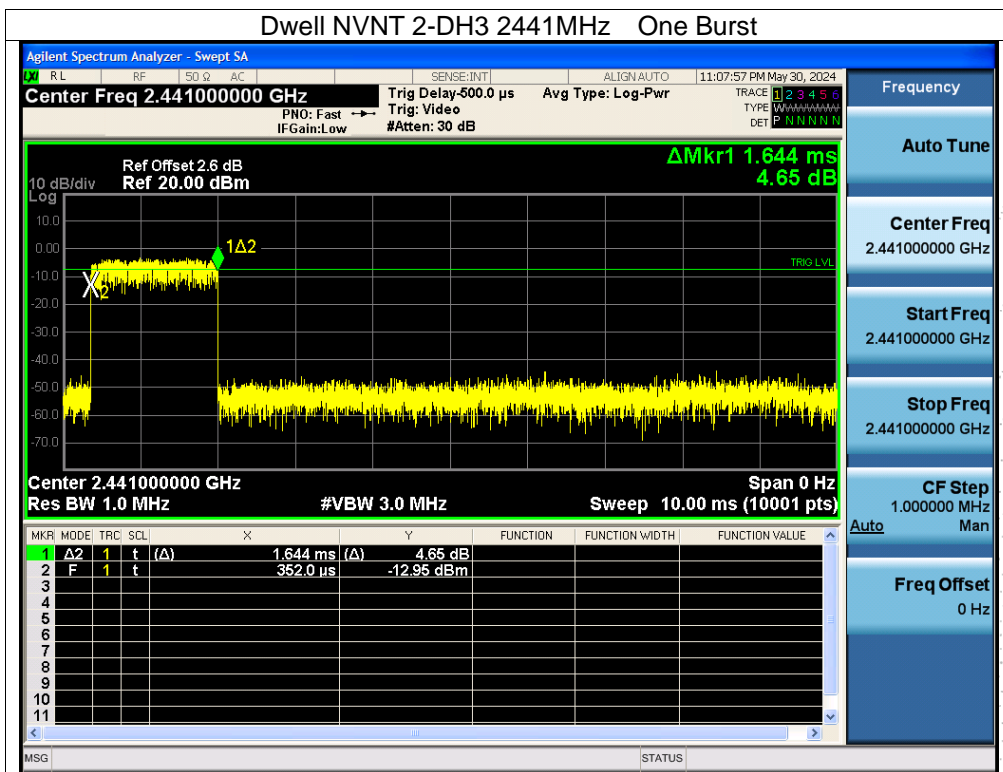 Dwell NVNT 2-DH3 2441MHz One Burst
Agilent Spectrum Analyzer - Swept SA
LXI RL RF 50 Ω AC SENSE:INT ALIGN AUTO 11:07:57 PM May 30, 2024
Center Freq 2.441000000 GHz Trig Delay-500.0 µs Avg Type: Log-Pwr TRACE 1 2 3 4 5 6
PNO: Fast Trig: Video TYPE WWWWWW
IFGain:Low #Atten: 30 dB DET P N N N N N
Frequency
Auto Tune
Center Freq
2.441000000 GHz
Start Freq
2.441000000 GHz
Stop Freq
2.441000000 GHz
CF Step
1.000000 MHz
Auto Man
Freq Offset
0 Hz
ΔMkr1 1.644 ms
4.65 dB
Ref Offset 2.6 dB
10 dB/div Ref 20.00 dBm
Log
10.0
0.00
-10.0
-20.0
-30.0
-40.0
-50.0
-60.0
-70.0
1Δ2
2
TRIG LVL
Center 2.441000000 GHz Span 0 Hz
Res BW 1.0 MHz #VBW 3.0 MHz Sweep 10.00 ms (10001 pts)
MKR MODE TRC SCL X Y FUNCTION FUNCTION WIDTH FUNCTION VALUE
1 Δ2 1 t (Δ) 1.644 ms (Δ) 4.65 dB
2 F 1 t 352.0 µs -12.95 dBm
3
4
5
6
7
8
9
10
11
MSG STATUS